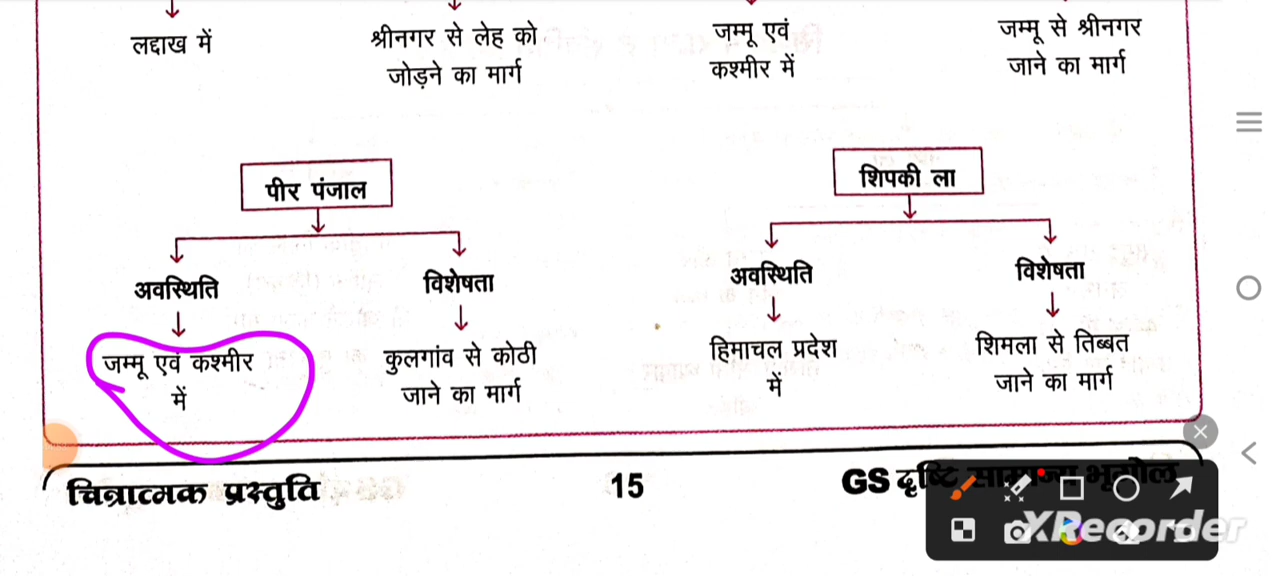 लद्दाख में
श्रीनगर से लेह को
जोड़ने का मार्ग
जम्मू एवं
कश्मीर में
जम्मू से श्रीनगर
जाने का मार्ग
पीर पंजाल
अवस्थिति
विशेषता
जम्मू एवं कश्मीर
में
कुलगांव से कोठी
जाने का मार्ग
शिपकी ला
अवस्थिति
विशेषता
हिमाचल प्रदेश
में
शिमला से तिब्बत
जाने का मार्ग
चित्रात्मक प्रस्तुति
15
GS दृष्टि सामान्य भूगोल
XRecorder